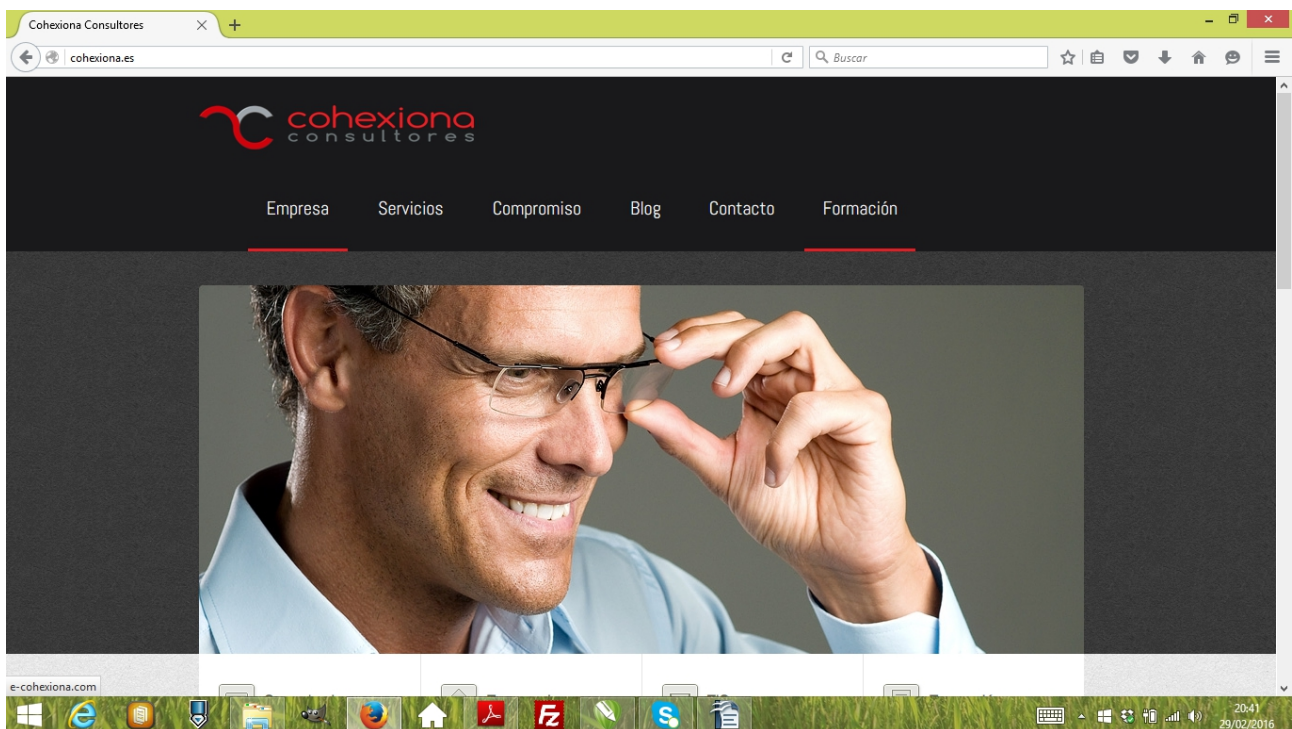 Cohexiona Consultores
cohexiona.es
Buscar
cohexiona
consultores
Empresa Servicios Compromiso Blog Contacto Formación
e-cohexiona.com
20:41
29/02/2016